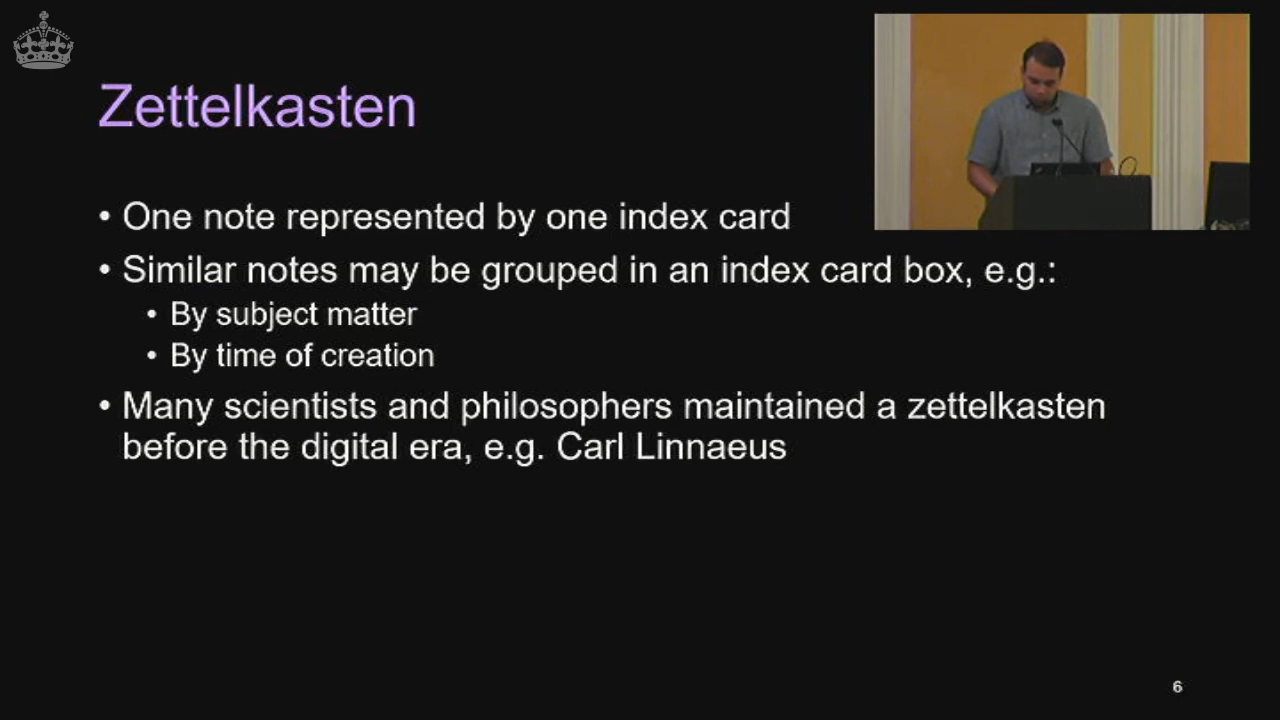 Zettelkasten
• One note represented by one index card
• Similar notes may be grouped in an index card box, e.g.:
• By subject matter
• By time of creation
• Many scientists and philosophers maintained a zettelkasten
before the digital era, e.g. Carl Linnaeus
6